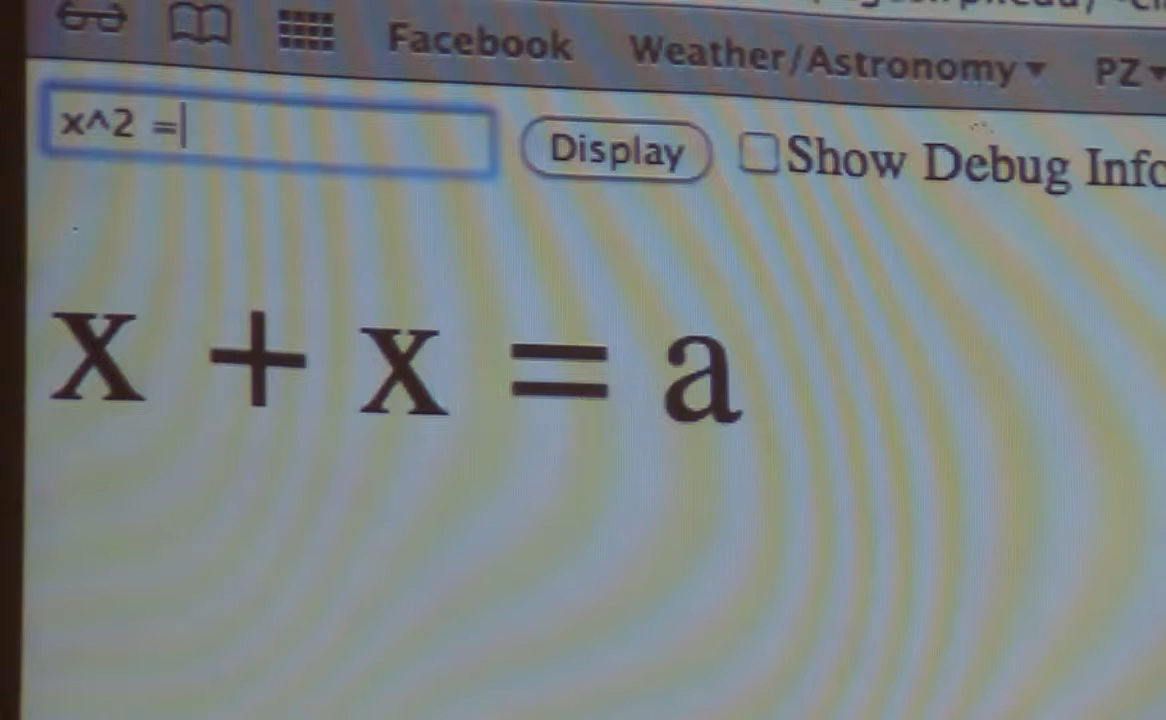 Facebook Weather/Astronomy PZ
x^2 = Display Show Debug Info
x + x = a